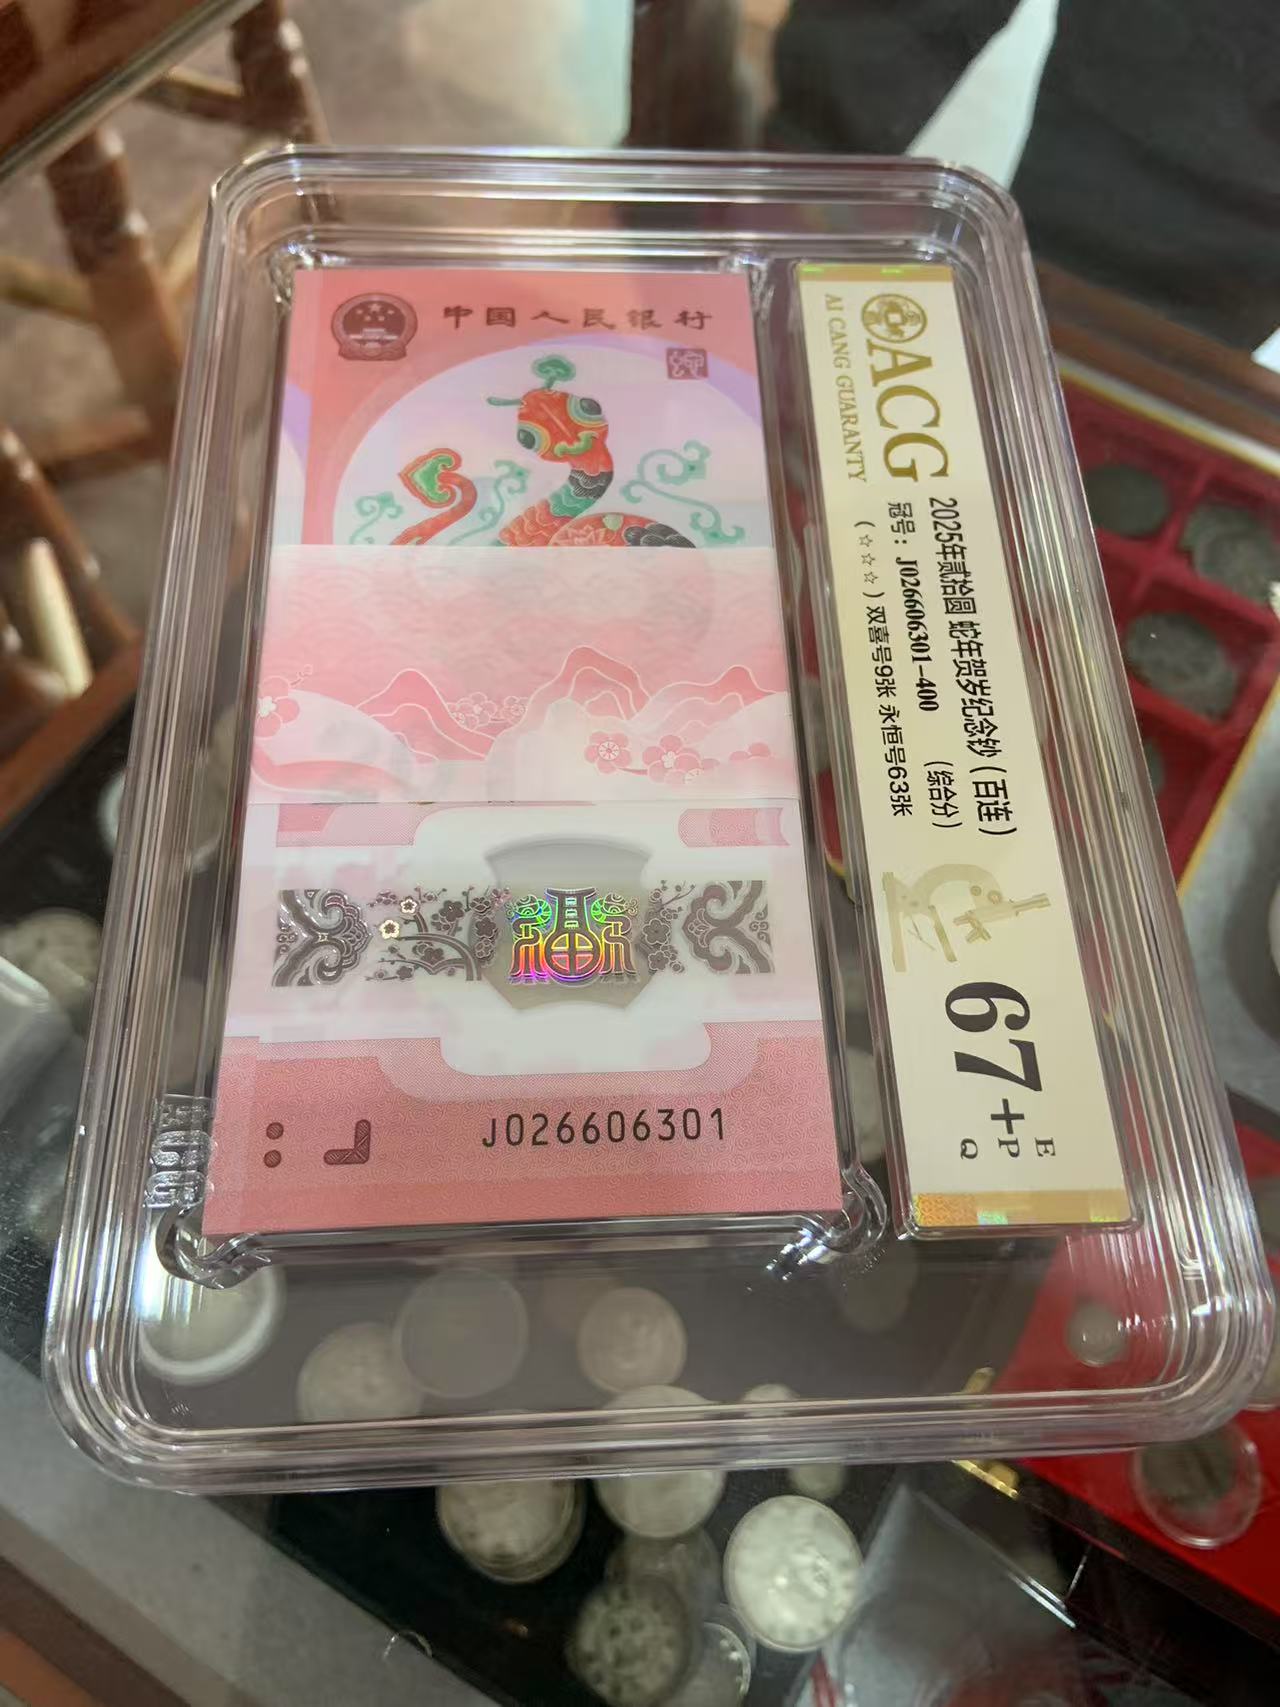 中国人民银行
J026606301
ACG
AI CANG GUARANTY
2025年贰拾圆 蛇年贺岁纪念钞(百连)
冠号:J026606301-400 (综合分)
(☆☆☆)双喜号9张 永恒号63张
67+
E
P
Q